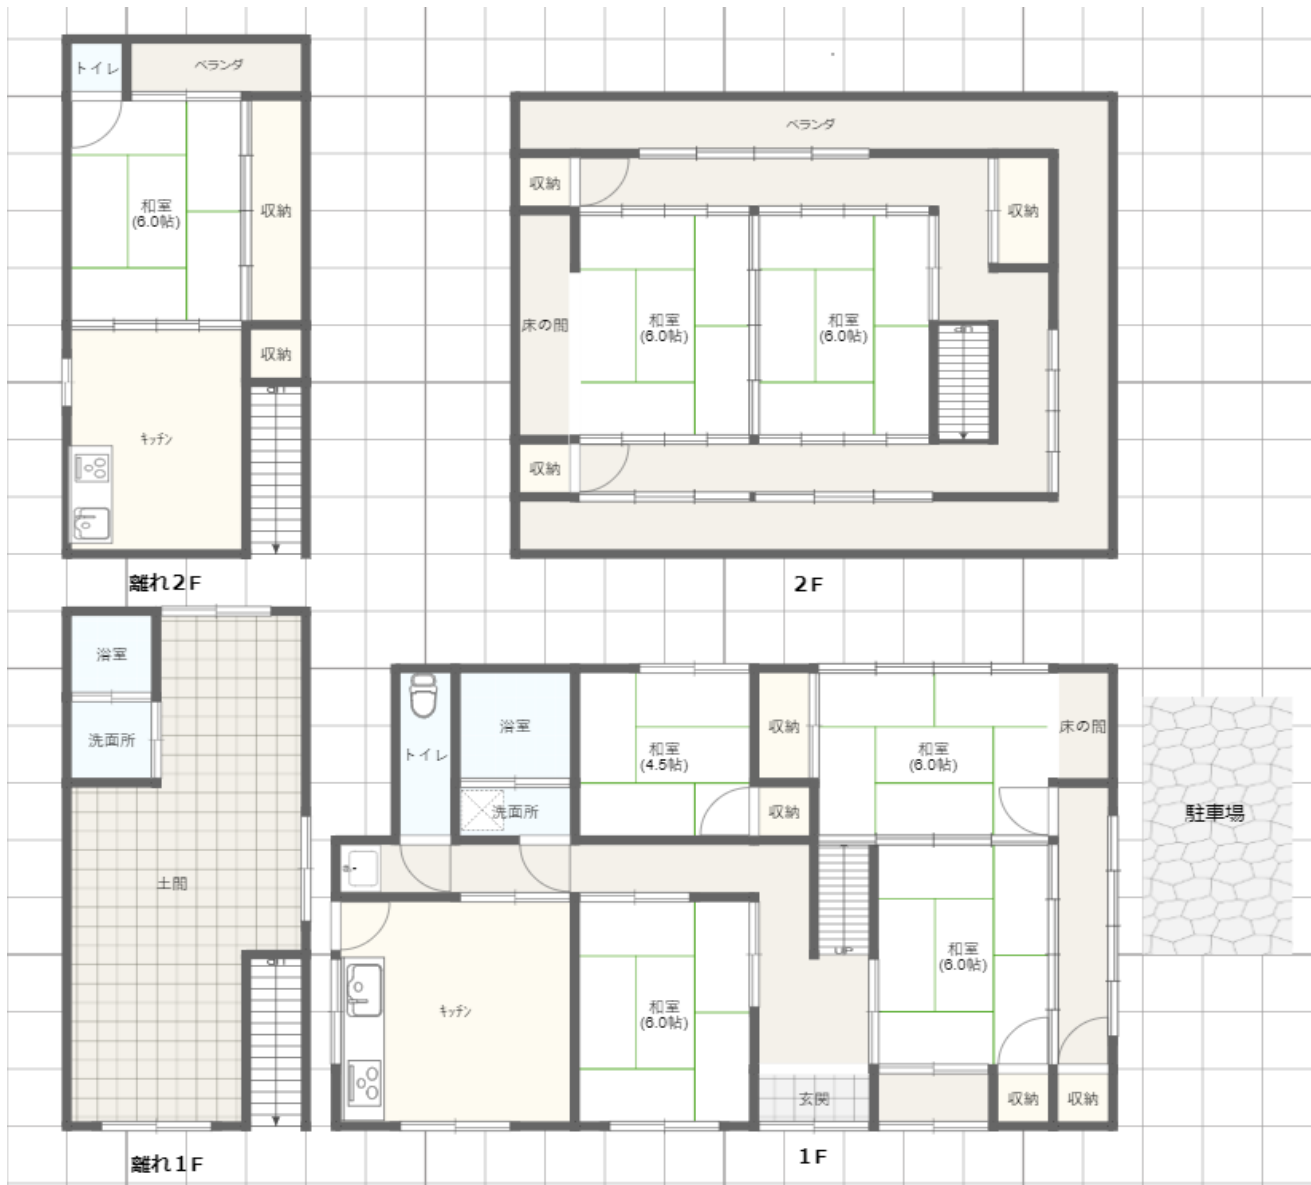 トイレ
ベランダ
和室
(6.0帖)
収納
収納
キッチン
離れ2F
ベランダ
収納
収納
床の間
和室
(6.0帖)
和室
(6.0帖)
収納
2F
浴室
洗面所
土間
離れ1F
トイレ
浴室
洗面所
和室
(4.5帖)
収納
収納
和室
(6.0帖)
床の間
駐車場
キッチン
和室
(6.0帖)
UP
和室
(6.0帖)
玄関
収納
収納
1F